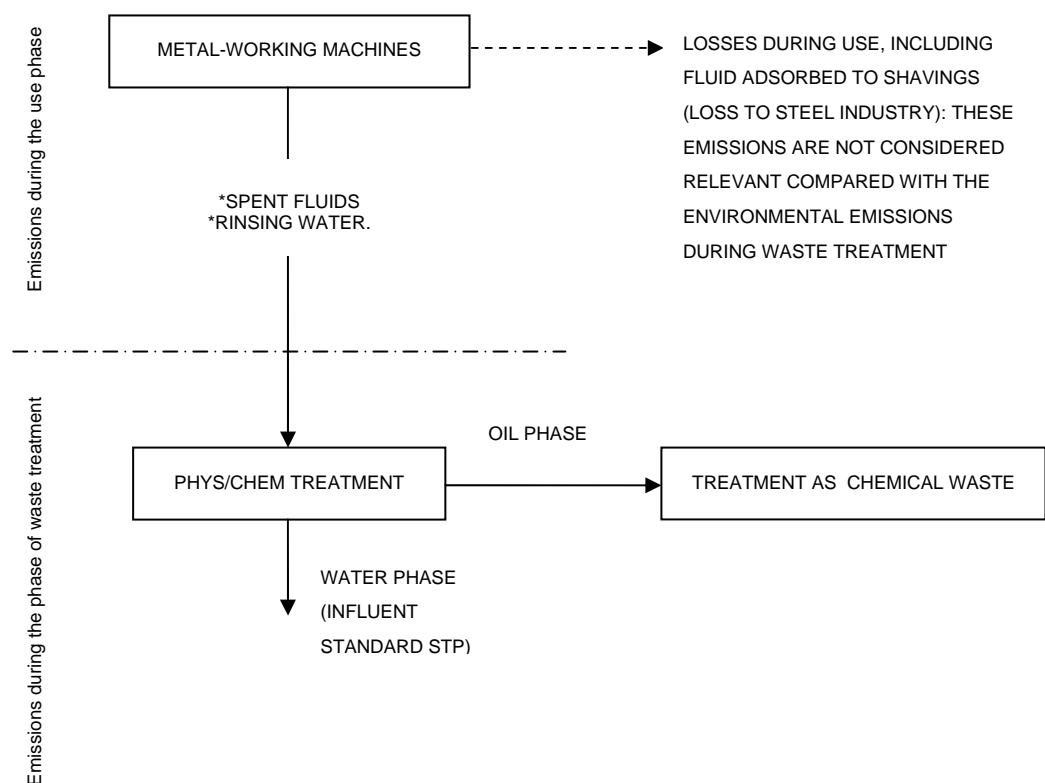 Emissions during the use phase
METAL-WORKING MACHINES
LOSSES DURING USE, INCLUDING
FLUID ADSORBED TO SHAVINGS
(LOSS TO STEEL INDUSTRY): THESE
EMISSIONS ARE NOT CONSIDERED
RELEVANT COMPARED WITH THE
ENVIRONMENTAL EMISSIONS
DURING WASTE TREATMENT
*SPENT FLUIDS
*RINSING WATER.
Emissions during the phase of waste treatment
OIL PHASE
PHYS/CHEM TREATMENT
TREATMENT AS CHEMICAL WASTE
WATER PHASE
(INFLUENT
STANDARD STP)